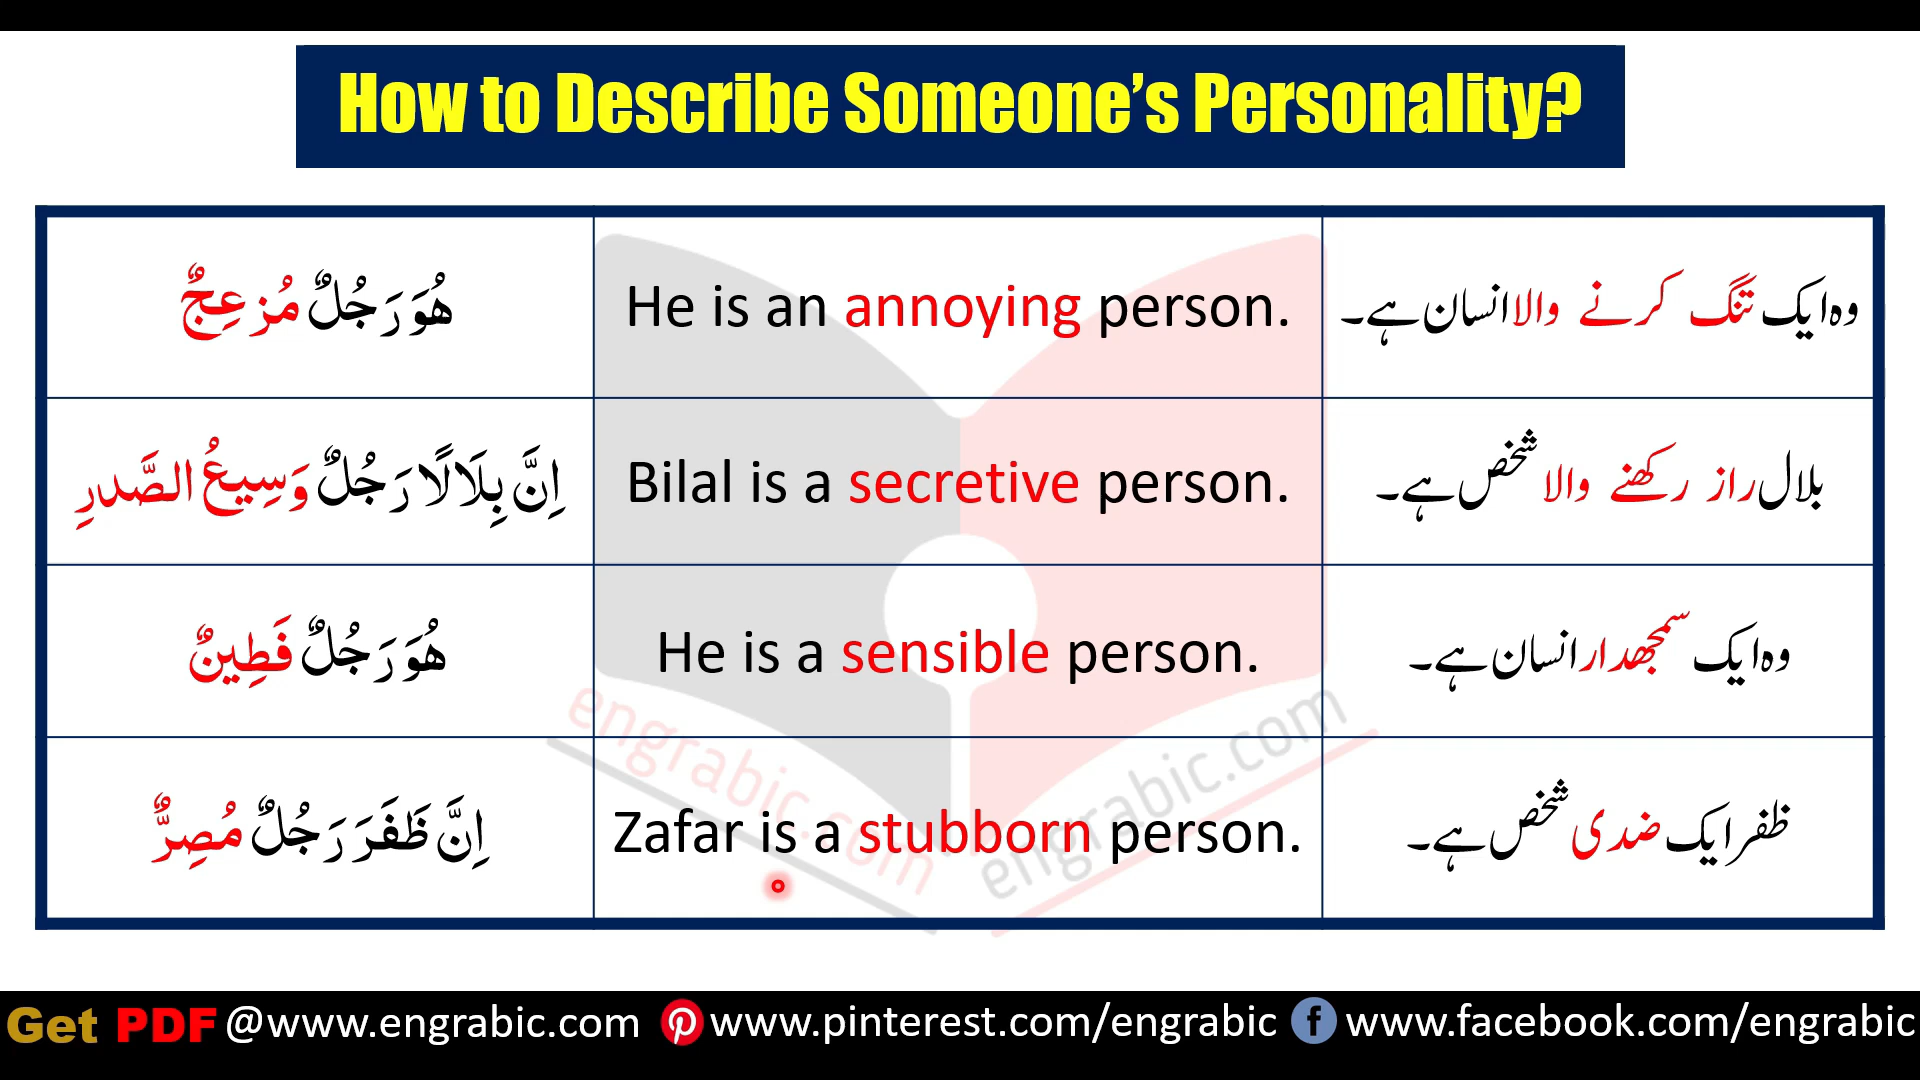 How to Describe Someone's Personality?
هُوَ رَجُلٌ مُزعِجٌ
He is an annoying person.
وہ ایک تنگ کرنے والا انسان ہے۔
اِنَّ بِلَالًا رَجُلٌ وَسِيعُ الصَّدرِ
Bilal is a secretive person.
بلال راز رکھنے والا شخص ہے۔
هُوَ رَجُلٌ فَطِينٌ
He is a sensible person.
وہ ایک سمجھدار انسان ہے۔
اِنَّ ظَفَرَ رَجُلٌ مُصِرٌّ
Zafar is a stubborn person.
ظفر ایک ضدی شخص ہے۔
engrabic.com engrabic.com
Get PDF @www.engrabic.com www.pinterest.com/engrabic www.facebook.com/engrabic